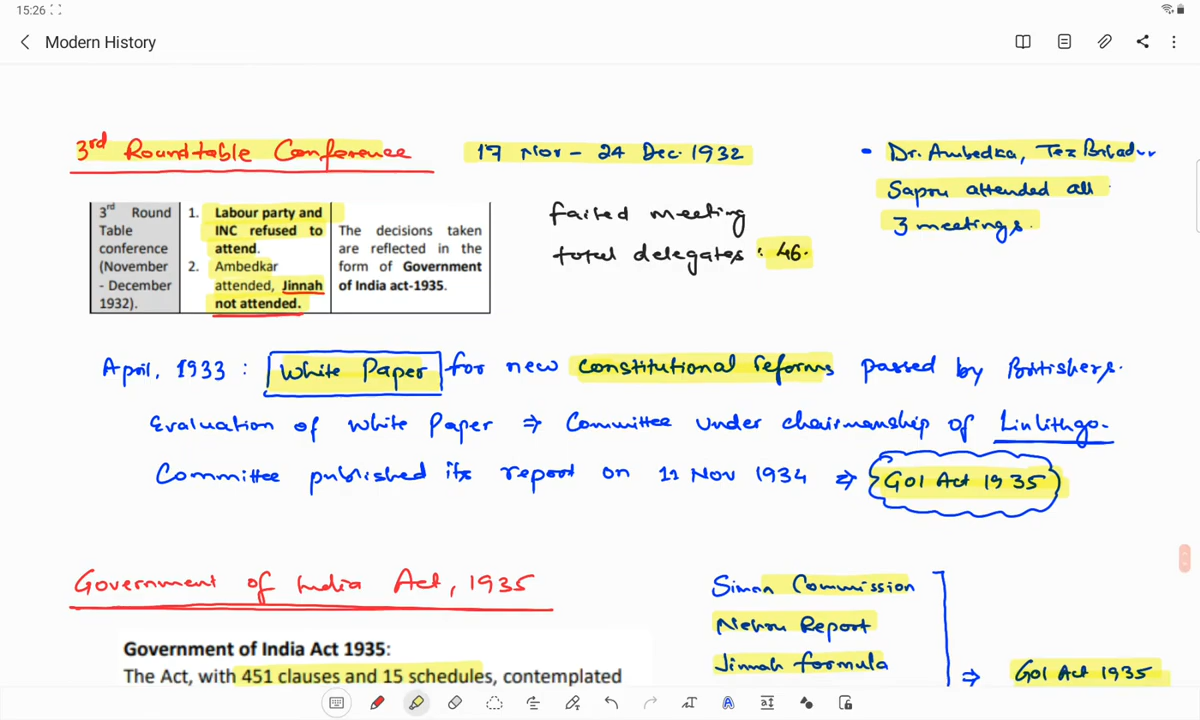 15:26
Modern History
3rd Roundtable Conference
17 Nov - 24 Dec. 1932
• Dr. Ambedka, Tez Bahadur
Sapru attended all
3 meetings.
3rd Round Table conference (November - December 1932).
1. Labour party and INC refused to attend.
2. Ambedkar attended, Jinnah not attended.
The decisions taken are reflected in the form of Government of India act-1935.
failed meeting
total delegates : 46.
April, 1933 : White Paper for new constitutional reforms passed by Britishers.
Evaluation of White Paper ⇒ Committee under chairmanship of Linlithgo.
Committee published its report on 11 Nov 1934 ⇒ GOI Act 1935
Government of India Act, 1935
Simon Commission
Nehru Report
Jinnah formula
⇒ GOI Act 1935
Government of India Act 1935:
The Act, with 451 clauses and 15 schedules, contemplated